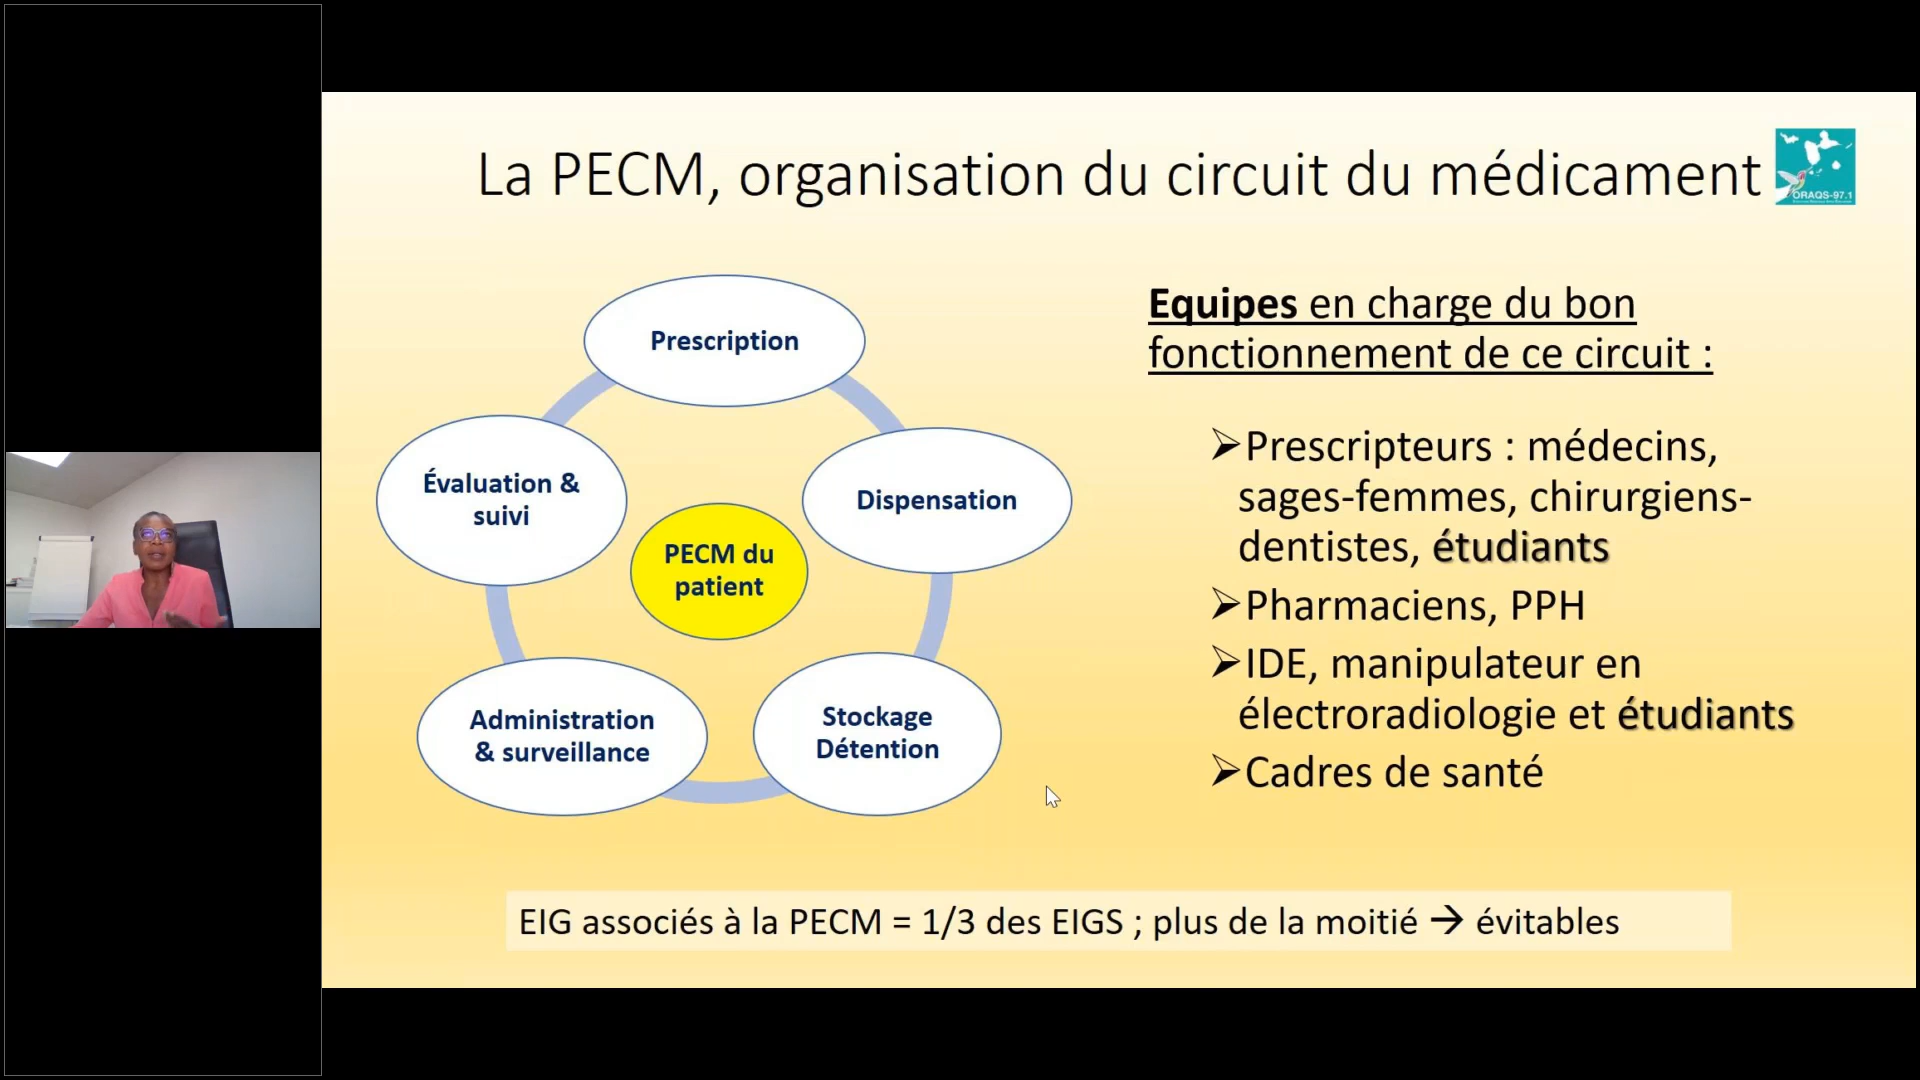 La PECM, organisation du circuit du médicament
ORAQS-97.1
Prescription
Dispensation
Stockage
Détention
Administration
& surveillance
Évaluation &
suivi
PECM du
patient
Equipes en charge du bon
fonctionnement de ce circuit :
➢Prescripteurs : médecins,
sages-femmes, chirurgiens-
dentistes, étudiants
➢Pharmaciens, PPH
➢IDE, manipulateur en
électroradiologie et étudiants
➢Cadres de santé
EIG associés à la PECM = 1/3 des EIGS ; plus de la moitié → évitables